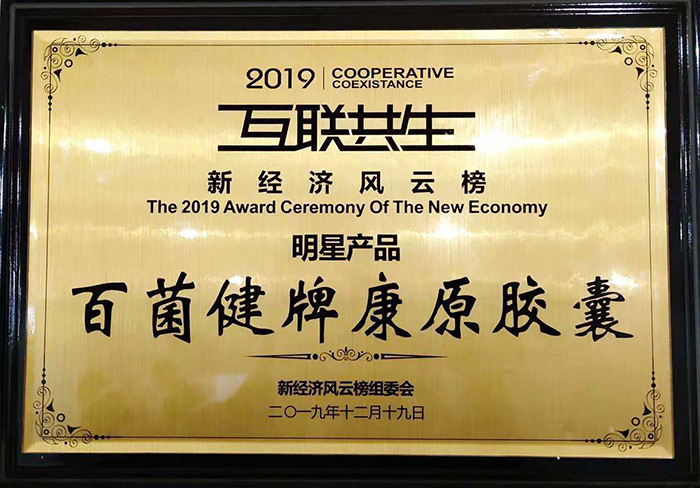 2019 COOPERATIVE
COEXISTANCE
互联共生
新经济风云榜
The 2019 Award Ceremony Of The New Economy
明星产品
百菌健牌康原胶囊
新经济风云榜组委会
二〇一九年十二月十九日